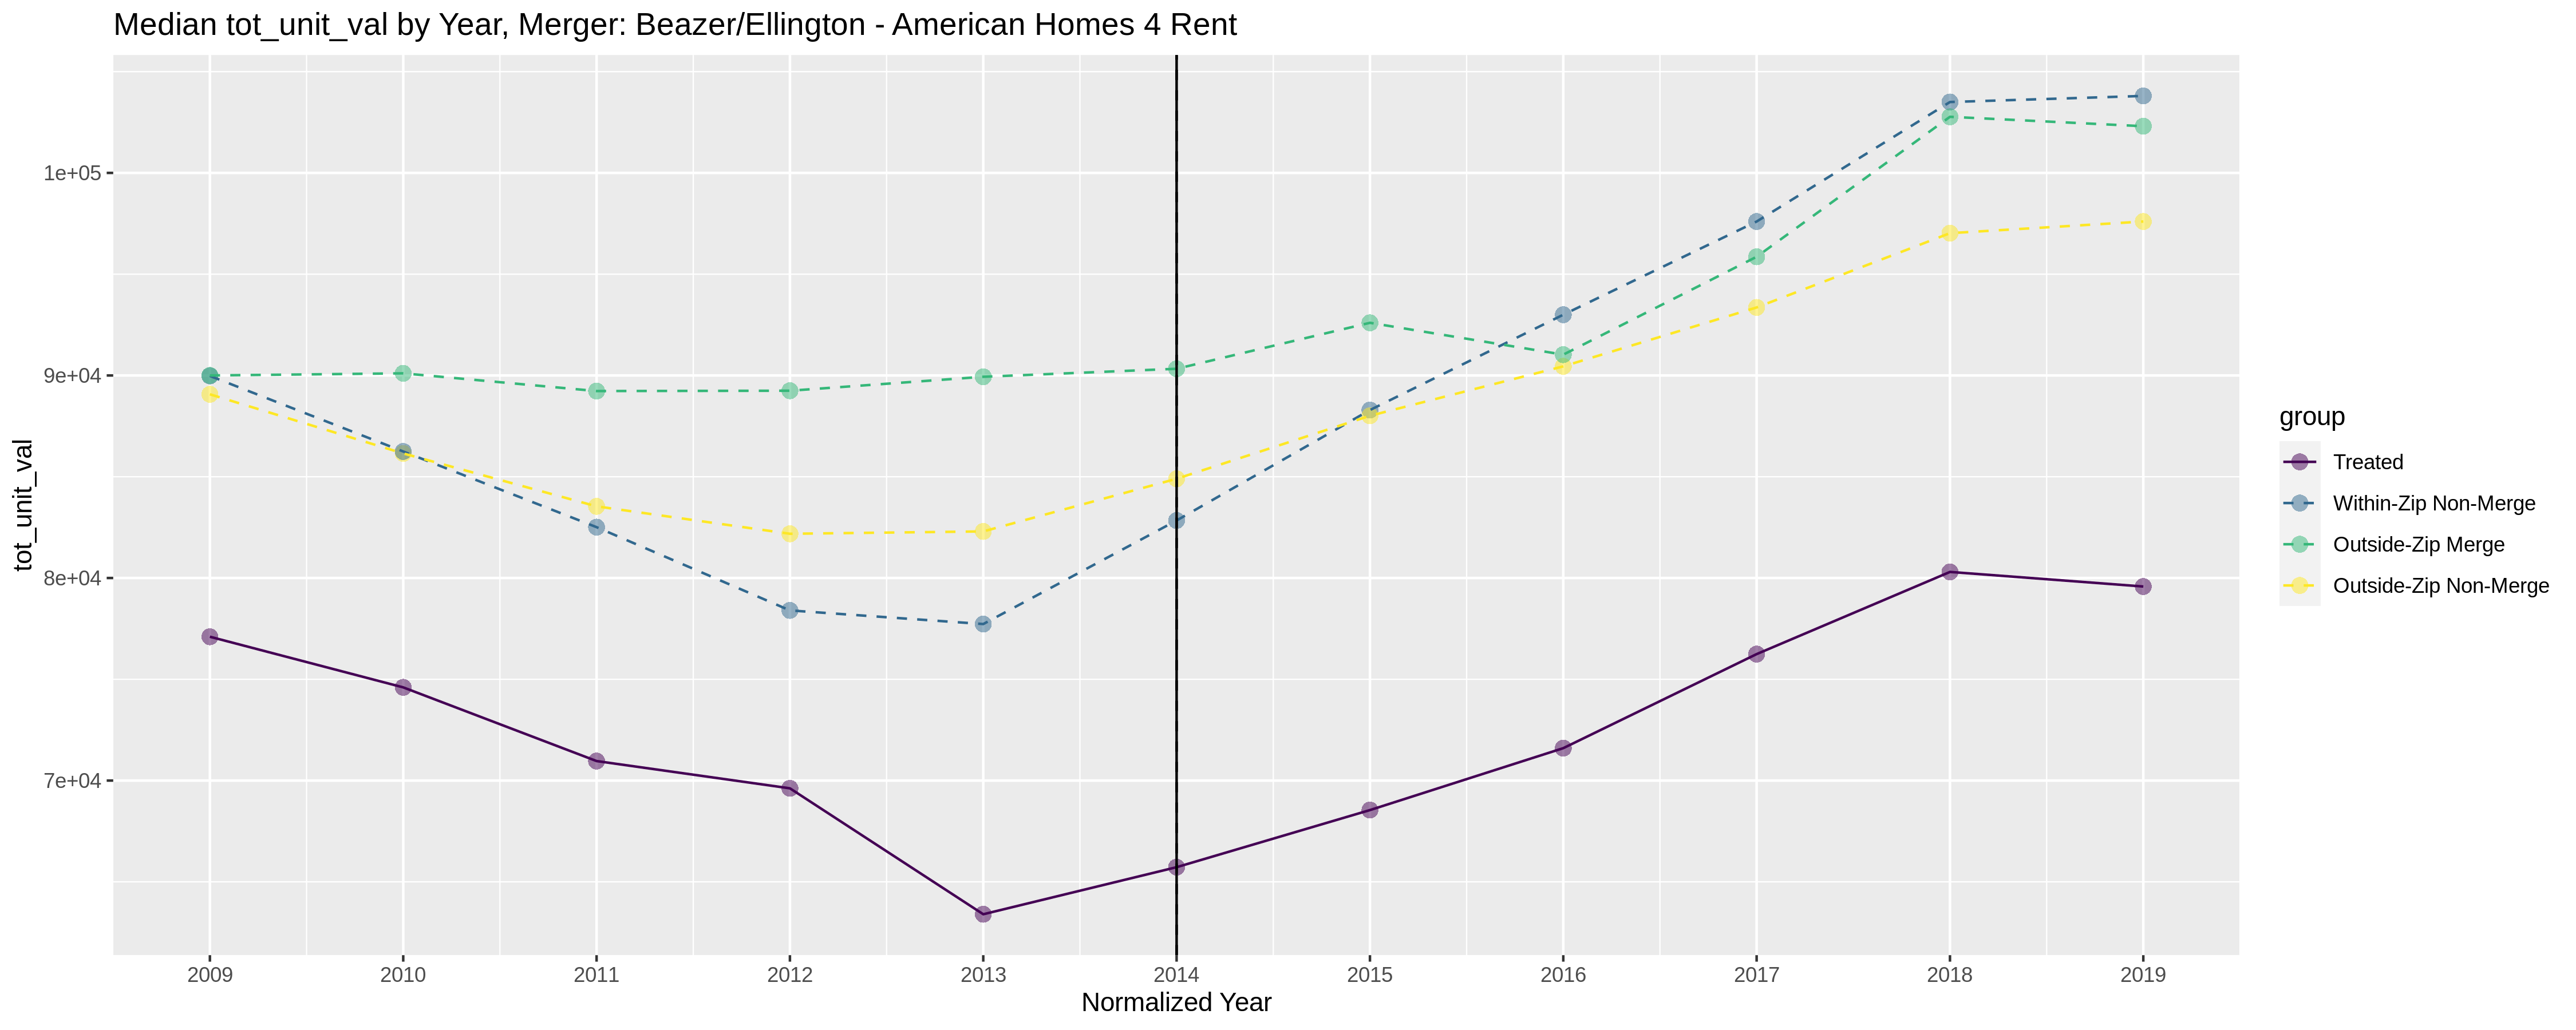 Median tot_unit_val by Year, Merger: Beazer/Ellington - American Homes 4 Rent
tot_unit_val
1e+05
9e+04
8e+04
7e+04
2009 2010 2011 2012 2013 2014 2015 2016 2017 2018 2019
Normalized Year
group
Treated
Within-Zip Non-Merge
Outside-Zip Merge
Outside-Zip Non-Merge